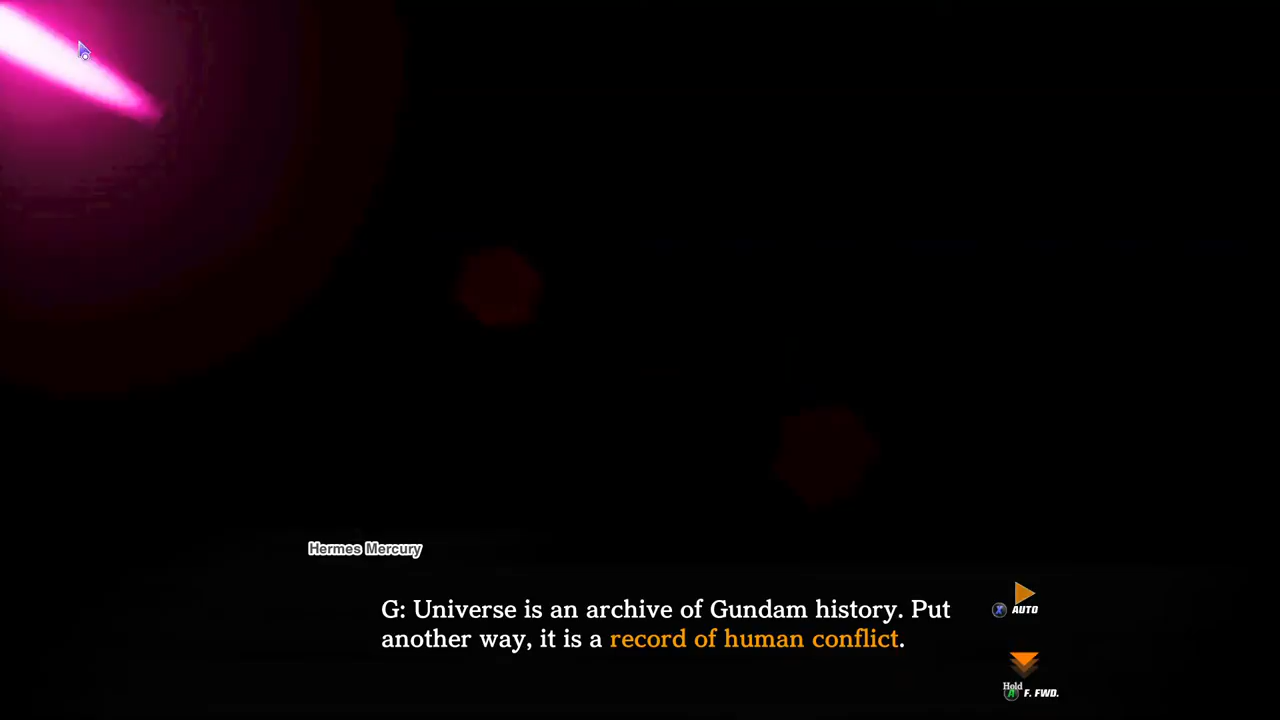 Hermes Mercury
G: Universe is an archive of Gundam history. Put
another way, it is a record of human conflict.
X AUTO
Hold
A F. FWD.